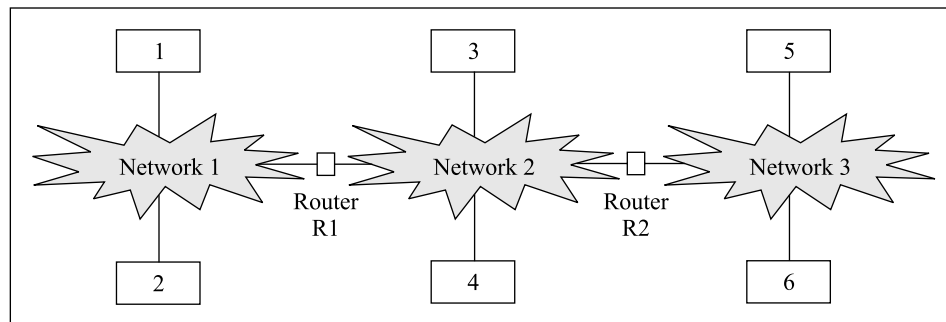 1
3
5
Network 1
Network 2
Network 3
Router
R1
Router
R2
2
4
6